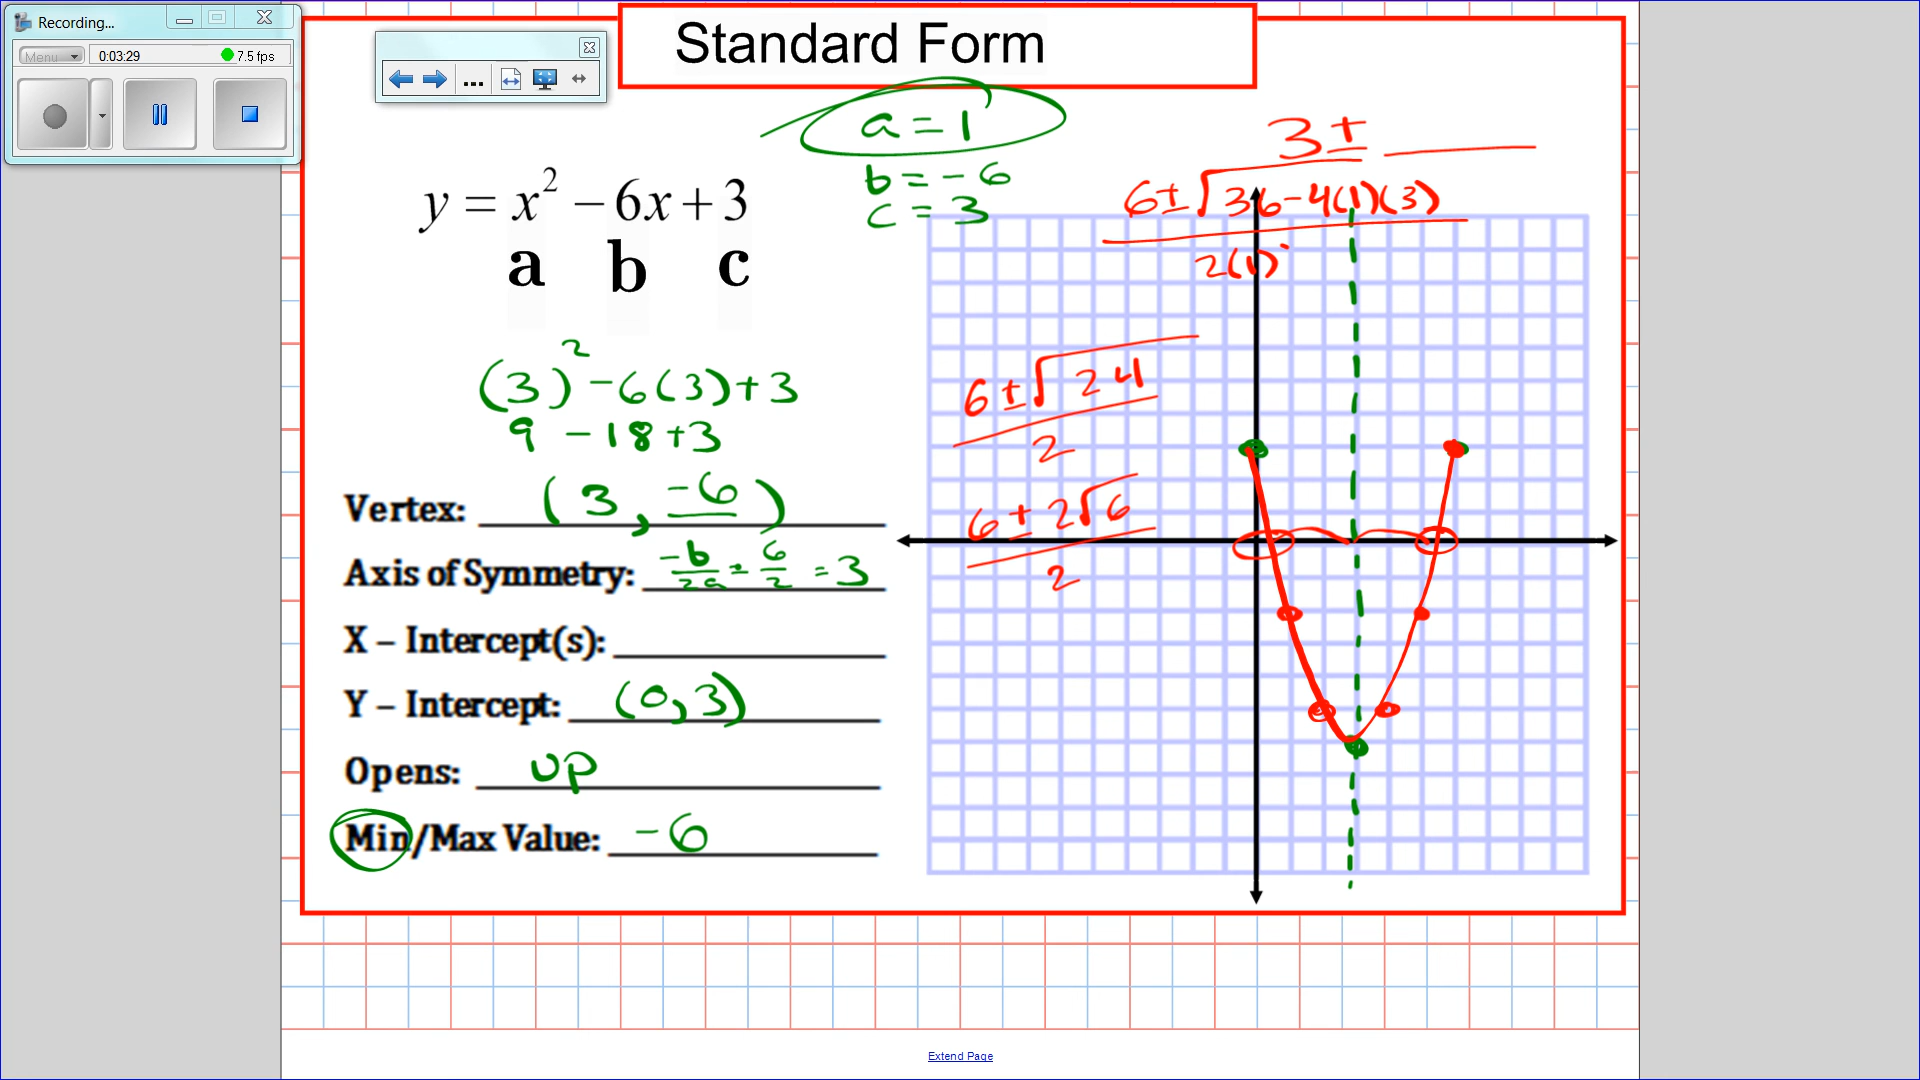 Recording...
Menu 0:03:29 7.5 fps
Standard Form
a = 1
b = -6
c = 3
y = x² − 6x + 3
a b c
(3)² - 6(3) + 3
9 - 18 + 3
Vertex: (3, -6)
Axis of Symmetry: -b/2a = 6/2 = 3
X – Intercept(s):
Y – Intercept: (0, 3)
Opens: up
Min/Max Value: -6
3 ±
6 ± √36 - 4(1)(3)
2(1)
6 ± √24
2
6 ± 2√6
2
Extend Page